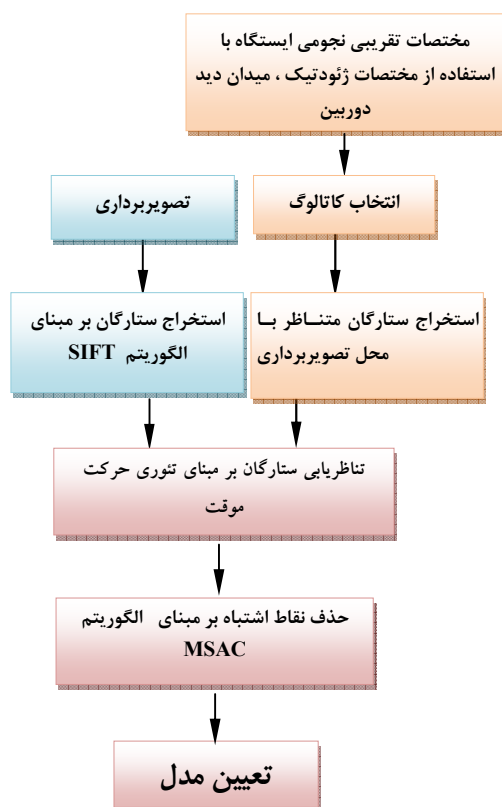 مختصات تقریبی نجومی ایستگاه با
استفاده از مختصات ژئودتیک ، میدان دید
دوربین
انتخاب کاتالوگ
تصویربرداری
استخراج ستارگان متناظر با
محل تصویربرداری
استخراج ستارگان بر مبنای
الگوریتم SIFT
تناظریابی ستارگان بر مبنای تئوری حرکت
موقت
حذف نقاط اشتباه بر مبنای الگوریتم
MSAC
تعیین مدل